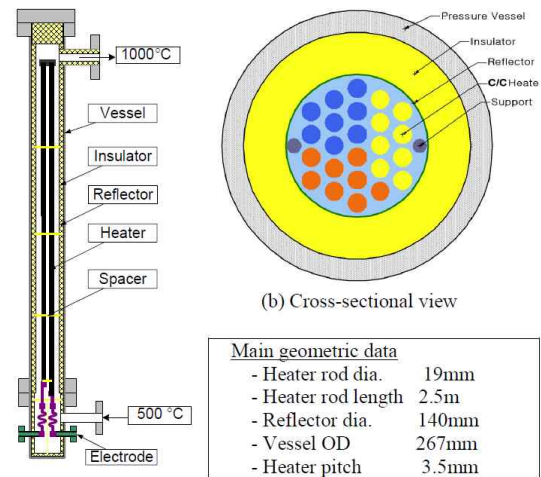 1000°C
Vessel
Insulator
Reflector
Heater
Spacer
500 °C
Electrode
Pressure Vessel
Insulator
Reflector
C/C Heate
Support
(b) Cross-sectional view
Main geometric data
- Heater rod dia. 19mm
- Heater rod length 2.5m
- Reflector dia. 140mm
- Vessel OD 267mm
- Heater pitch 3.5mm